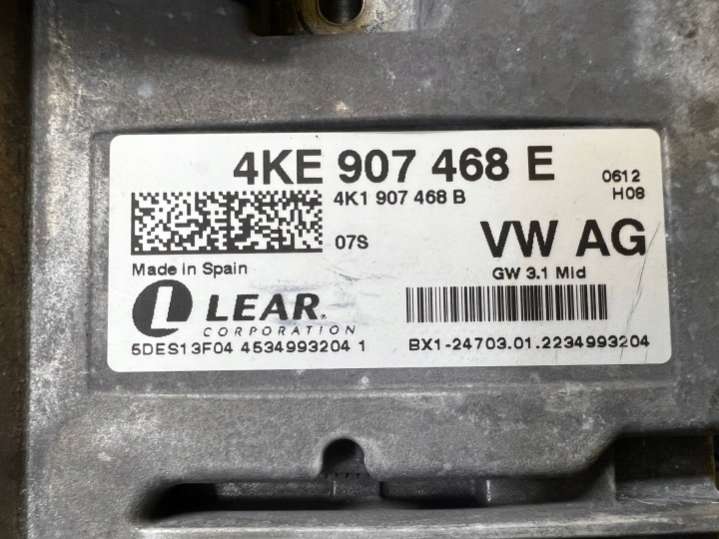 4KE 907 468 E
0612
4K1 907 468 B
H08
07S
VW AG
Made in Spain
GW 3.1 Mid
LEAR®
CORPORATION
5DES13F04 4534993204 1
BX1-24703.01.2234993204